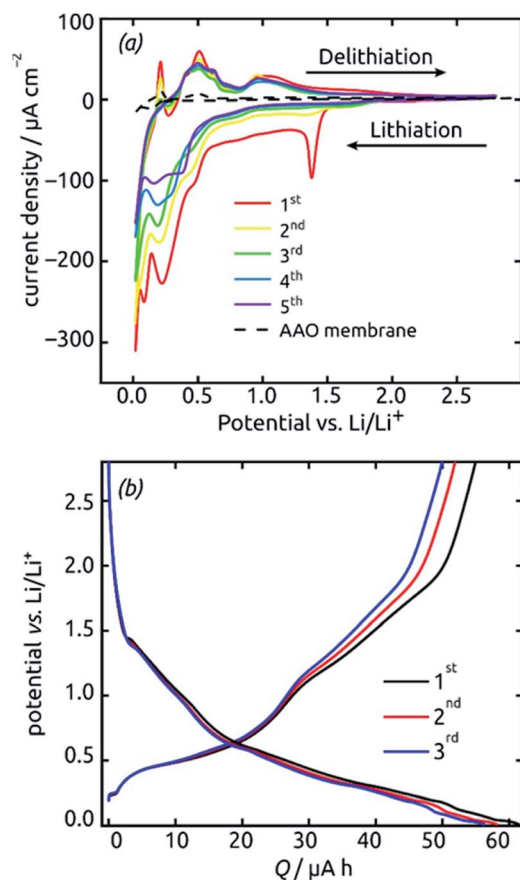 (a)
Delithiation
Lithiation
100
0
−100
−200
−300
current density / µA cm⁻²
1st
2nd
3rd
4th
5th
AAO membrane
0.0 0.5 1.0 1.5 2.0 2.5
Potential vs. Li/Li⁺
(b)
2.5
2.0
1.5
1.0
0.5
0.0
potential vs. Li/Li⁺
1st
2nd
3rd
0 10 20 30 40 50 60
Q / µA h